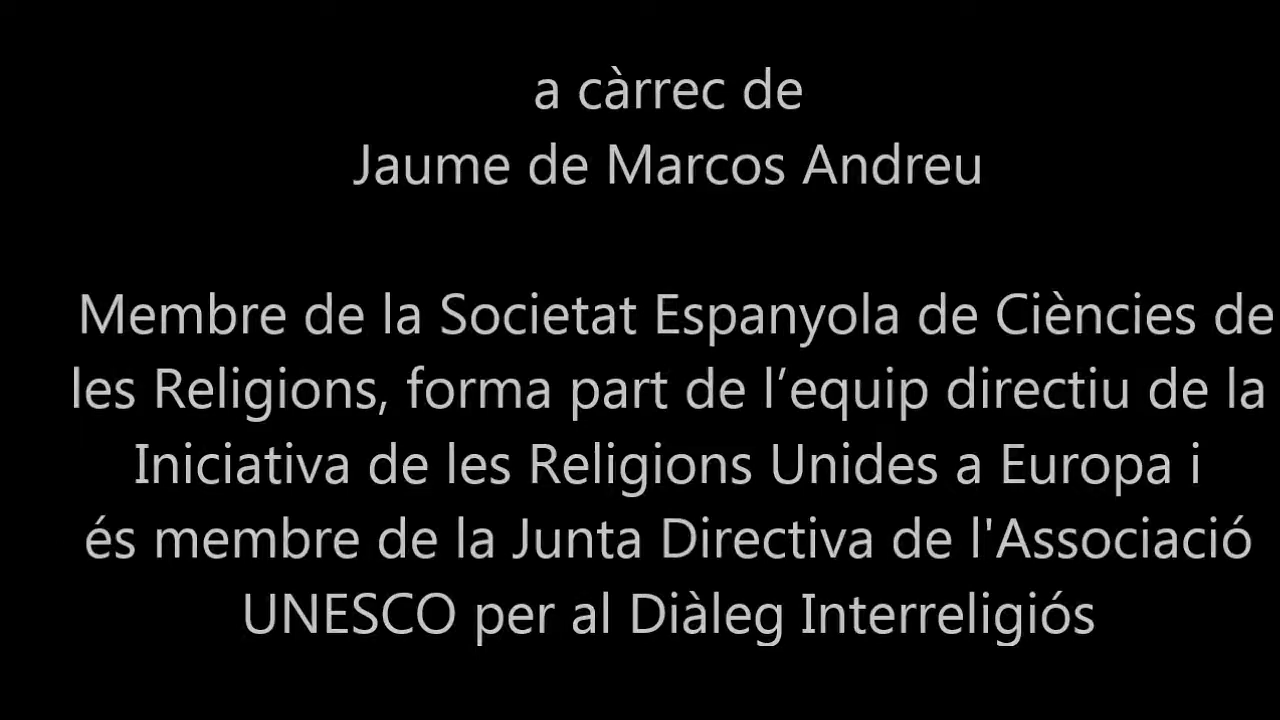 a càrrec de
Jaume de Marcos Andreu
Membre de la Societat Espanyola de Ciències de
les Religions, forma part de l’equip directiu de la
Iniciativa de les Religions Unides a Europa i
és membre de la Junta Directiva de l'Associació
UNESCO per al Diàleg Interreligiós